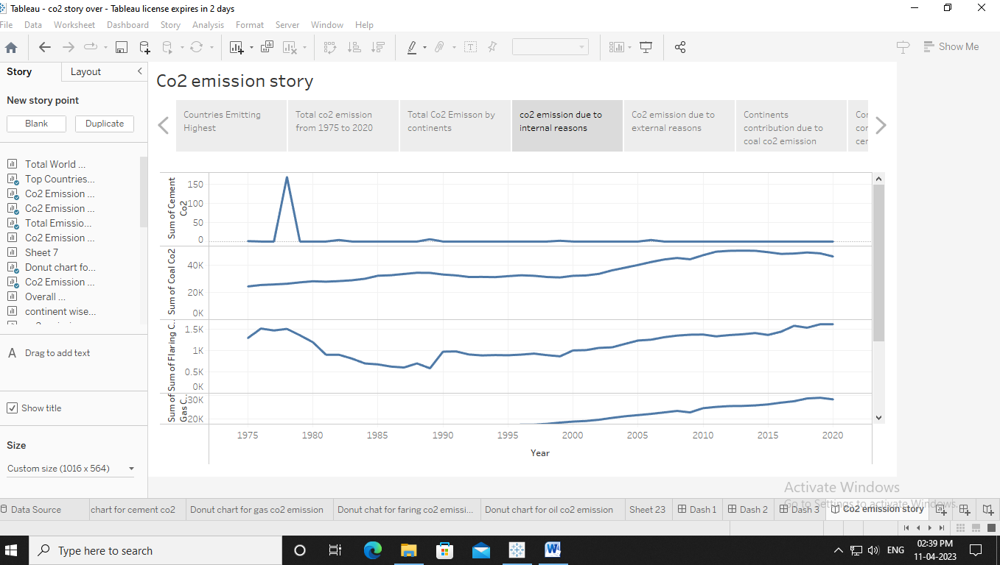 Tableau - co2 story over - Tableau license expires in 2 days
File Data Worksheet Dashboard Story Analysis Format Server Window Help
Show Me
Story Layout
New story point
Blank Duplicate
Total World ...
Top Countries...
Co2 Emission ...
Co2 Emission ...
Total Emissio...
Co2 Emission ...
Sheet 7
Donut chart fo...
Co2 Emission ...
Overall ...
continent wise...
A Drag to add text
Show title
Size
Custom size (1016 x 564)
Co2 emission story
Countries Emitting
Highest
Total co2 emission
from 1975 to 2020
Total Co2 Emisson by
continents
co2 emission due to
internal reasons
Co2 emission due to
external reasons
Continents
contribution due to
coal co2 emission
Cor
cor
cer
Sum of Cement
Co2
150
100
50
0
Sum of Coal Co2
40K
20K
0K
Sum of Flaring C..
1.5K
1K
0.5K
0K
Sum of
Gas C..
30K
20K
1975 1980 1985 1990 1995 2000 2005 2010 2015 2020
Year
Activate Windows
Go to Settings to activate Windows.
Data Source chart for cement co2 Donut chart for gas co2 emission Donut chat for faring co2 emissi... Donut chart for oil co2 emission Sheet 23 Dash 1 Dash 2 Dash 3 Co2 emission story
Type here to search
ENG
02:39 PM
11-04-2023